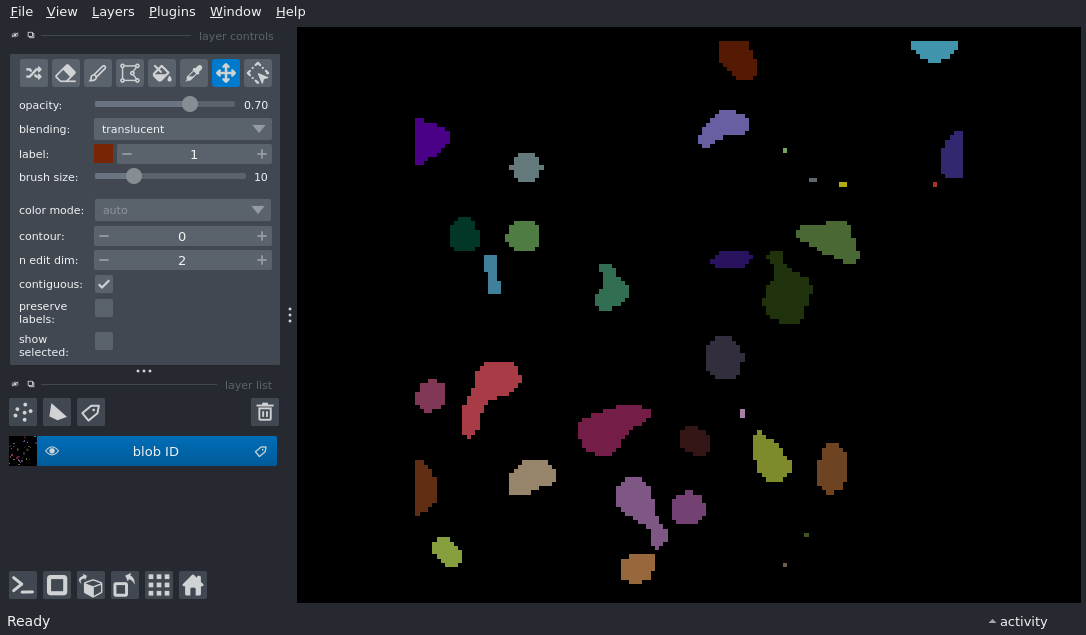 File View Layers Plugins Window Help
layer controls
opacity: 0.70
blending: translucent
label: 1
brush size: 10
color mode: auto
contour: 0
n edit dim: 2
contiguous:
preserve
labels:
show
selected:
layer list
blob ID
Ready activity